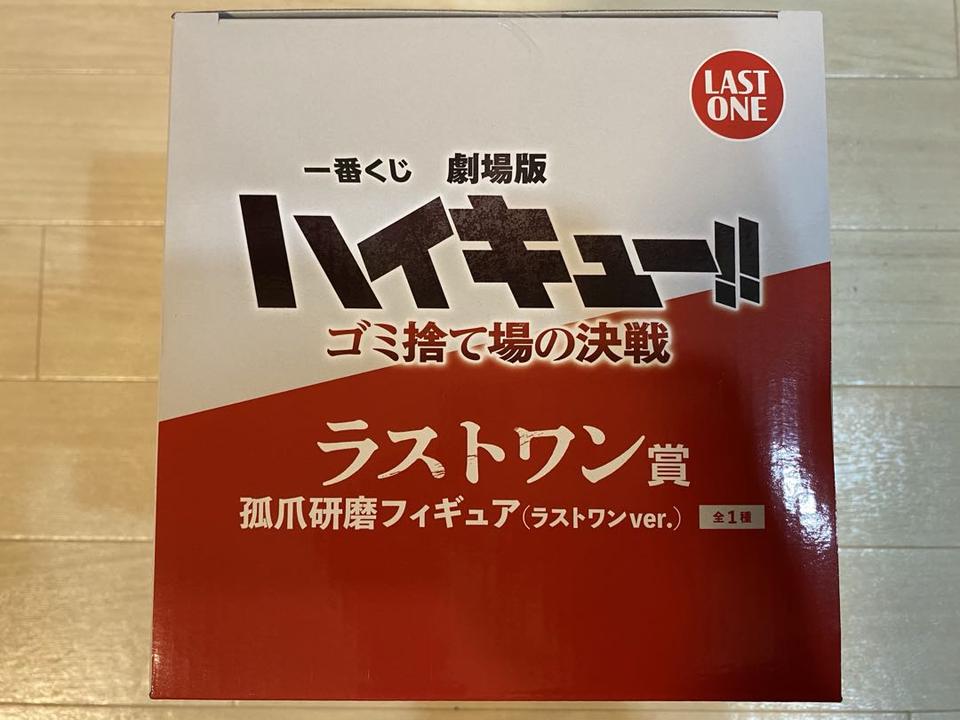 LAST
ONE
一番くじ 劇場版
ハイキュー!!
ゴミ捨て場の決戦
ラストワン賞
孤爪研磨フィギュア(ラストワンver.) 全1種